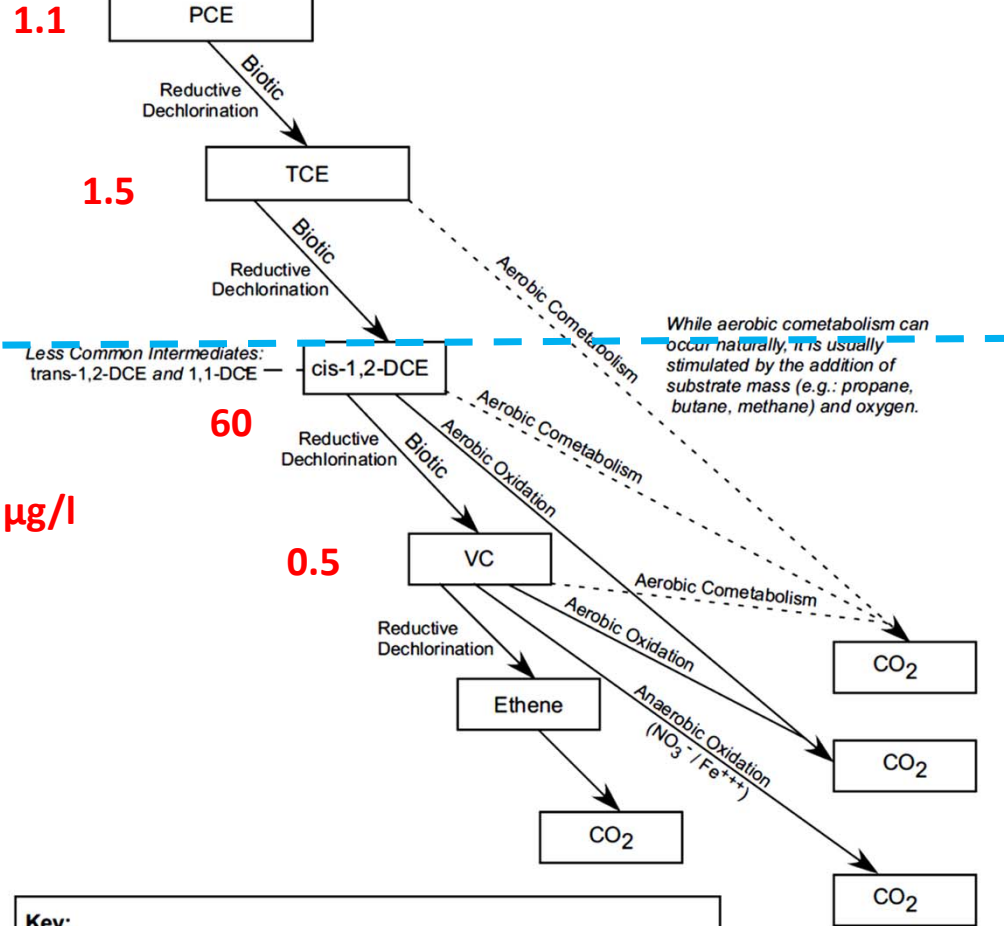 1.1
PCE
Biotic
Reductive
Dechlorination
TCE
1.5
Biotic
Reductive
Dechlorination
Aerobic Cometabolism
While aerobic cometabolism can
occur naturally, it is usually
stimulated by the addition of
substrate mass (e.g.: propane,
butane, methane) and oxygen.
Less Common Intermediates:
trans-1,2-DCE and 1,1-DCE
cis-1,2-DCE
60
Aerobic Cometabolism
Aerobic Oxidation
Reductive
Dechlorination
Biotic
µg/l
0.5
VC
Aerobic Cometabolism
Aerobic Oxidation
Reductive
Dechlorination
CO2
Ethene
Anaerobic Oxidation
(NO3- / Fe+++)
CO2
CO2
CO2
Key: